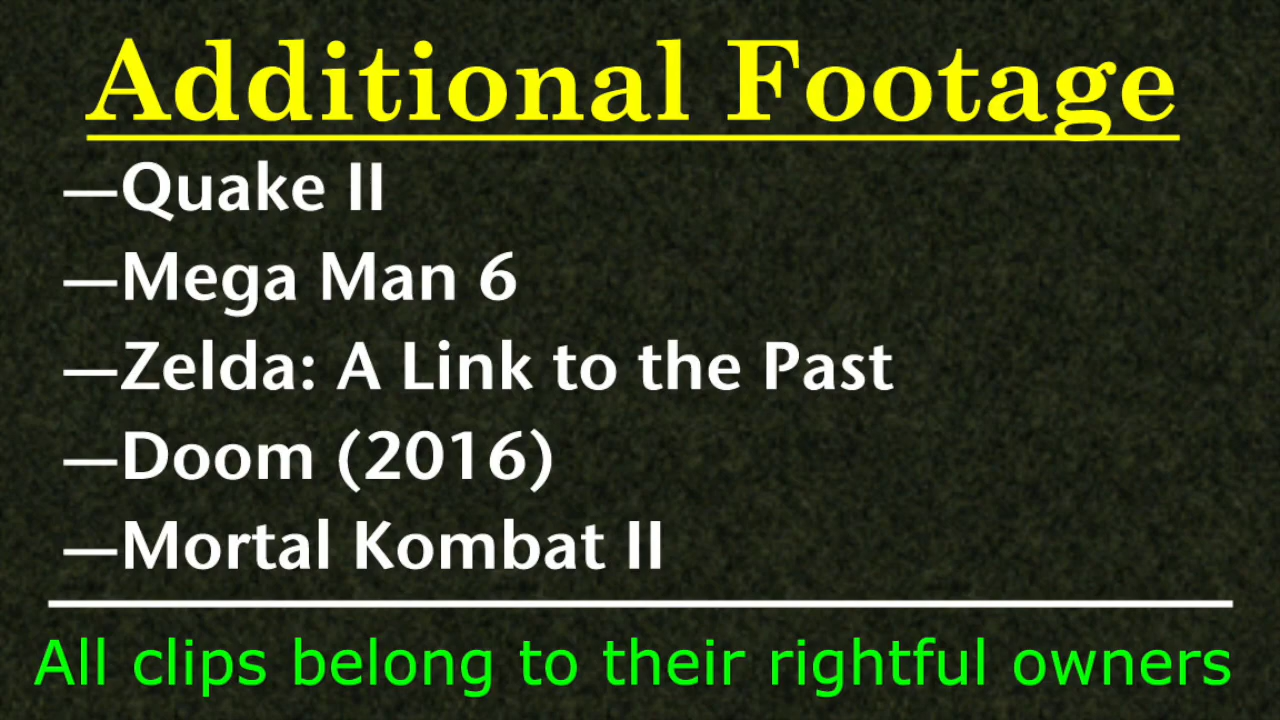 Additional Footage
—Quake II
—Mega Man 6
—Zelda: A Link to the Past
—Doom (2016)
—Mortal Kombat II
All clips belong to their rightful owners